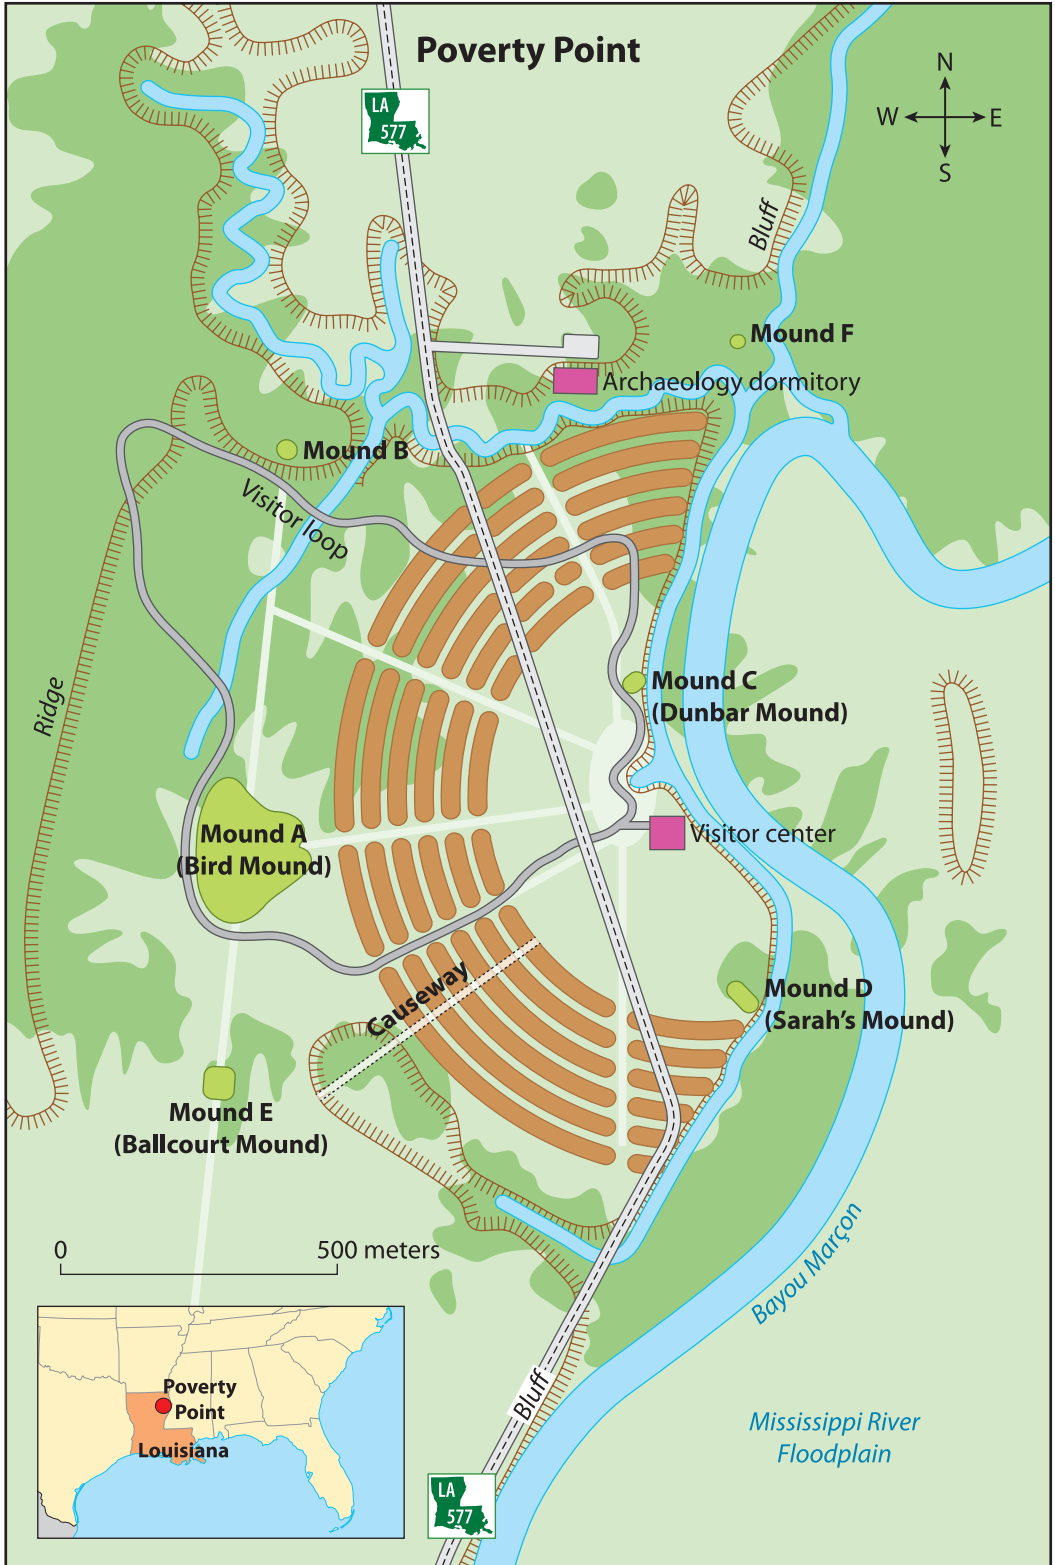 Poverty Point
LA
577
N
W
E
S
Bluff
Mound F
Archaeology dormitory
Mound B
Visitor loop
Ridge
Mound C
(Dunbar Mound)
Mound A
(Bird Mound)
Visitor center
Causeway
Mound D
(Sarah's Mound)
Mound E
(Ballcourt Mound)
0
500 meters
Bayou Marçon
Poverty
Point
Louisiana
Bluff
Mississippi River
Floodplain
LA
577